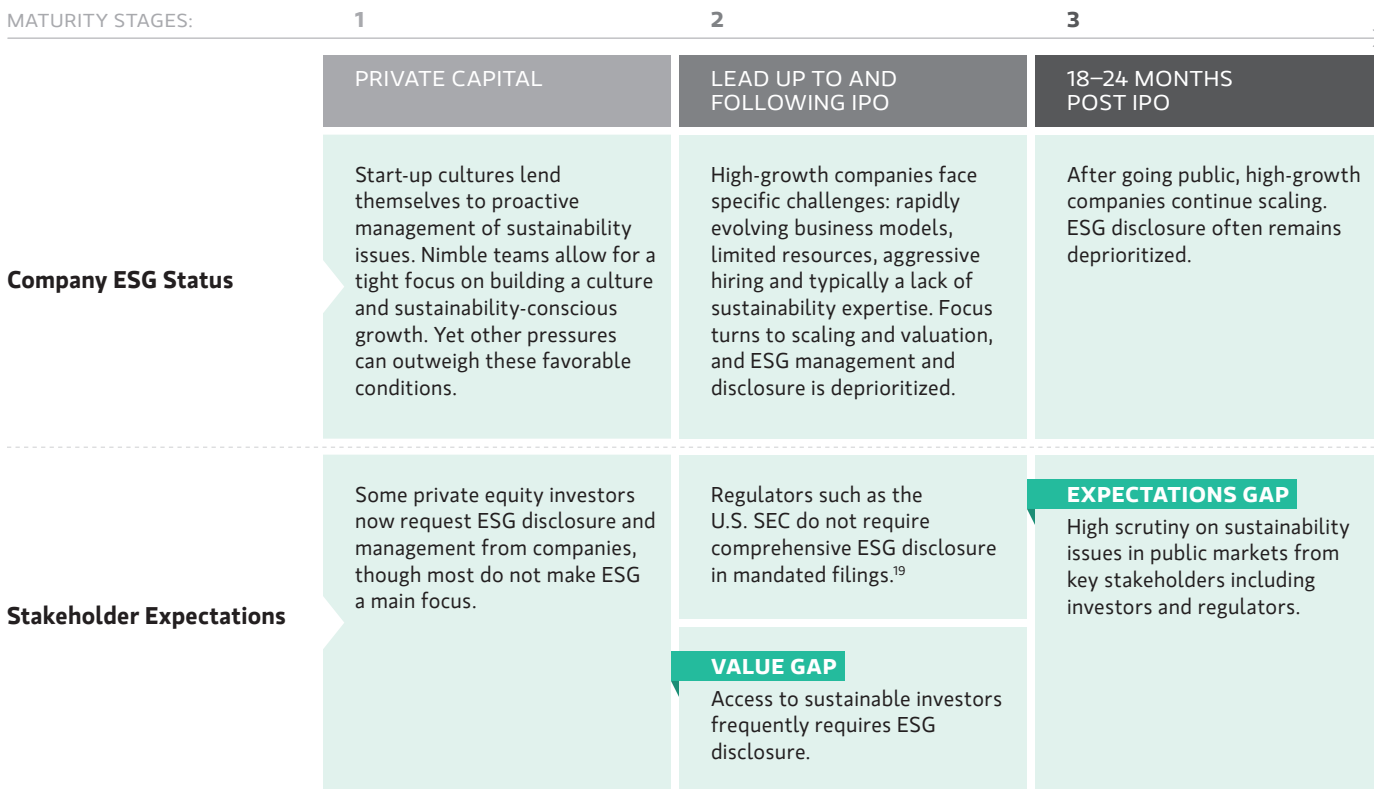 MATURITY STAGES:
1
2
3
PRIVATE CAPITAL
LEAD UP TO AND
FOLLOWING IPO
18–24 MONTHS
POST IPO
Company ESG Status
Start-up cultures lend
themselves to proactive
management of sustainability
issues. Nimble teams allow for a
tight focus on building a culture
and sustainability-conscious
growth. Yet other pressures
can outweigh these favorable
conditions.
High-growth companies face
specific challenges: rapidly
evolving business models,
limited resources, aggressive
hiring and typically a lack of
sustainability expertise. Focus
turns to scaling and valuation,
and ESG management and
disclosure is deprioritized.
After going public, high-growth
companies continue scaling.
ESG disclosure often remains
deprioritized.
Stakeholder Expectations
Some private equity investors
now request ESG disclosure and
management from companies,
though most do not make ESG
a main focus.
Regulators such as the
U.S. SEC do not require
comprehensive ESG disclosure
in mandated filings.19
VALUE GAP
Access to sustainable investors
frequently requires ESG
disclosure.
EXPECTATIONS GAP
High scrutiny on sustainability
issues in public markets from
key stakeholders including
investors and regulators.